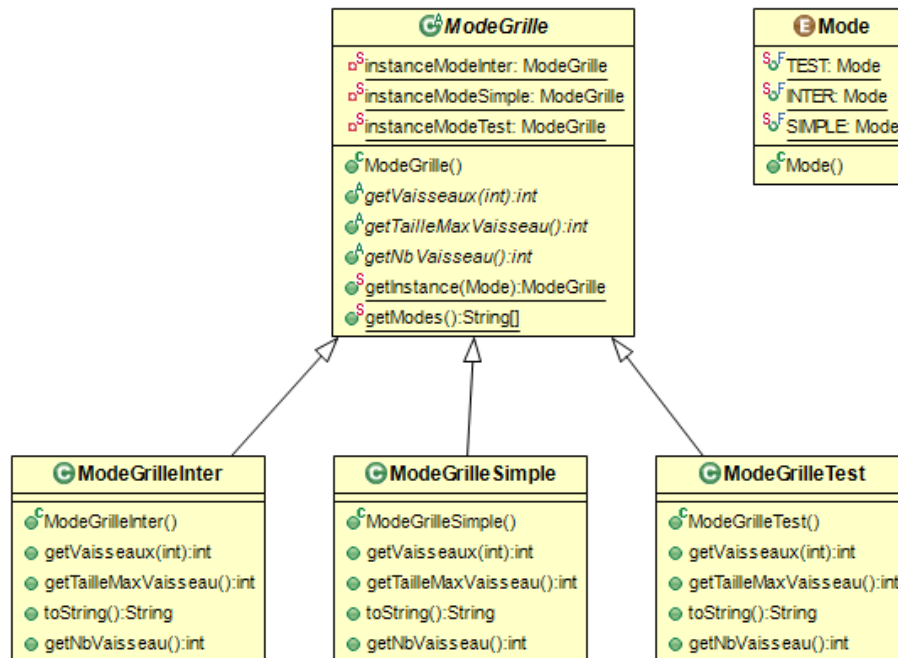 ModeGrille
instanceModeInter: ModeGrille
instanceModeSimple: ModeGrille
instanceModeTest: ModeGrille
ModeGrille()
getVaisseaux(int):int
getTailleMaxVaisseau():int
getNbVaisseau():int
getInstance(Mode):ModeGrille
getModes():String[]
Mode
TEST: Mode
INTER: Mode
SIMPLE: Mode
Mode()
ModeGrilleInter
ModeGrilleInter()
getVaisseaux(int):int
getTailleMaxVaisseau():int
toString():String
getNbVaisseau():int
ModeGrilleSimple
ModeGrilleSimple()
getVaisseaux(int):int
getTailleMaxVaisseau():int
toString():String
getNbVaisseau():int
ModeGrilleTest
ModeGrilleTest()
getVaisseaux(int):int
getTailleMaxVaisseau():int
toString():String
getNbVaisseau():int